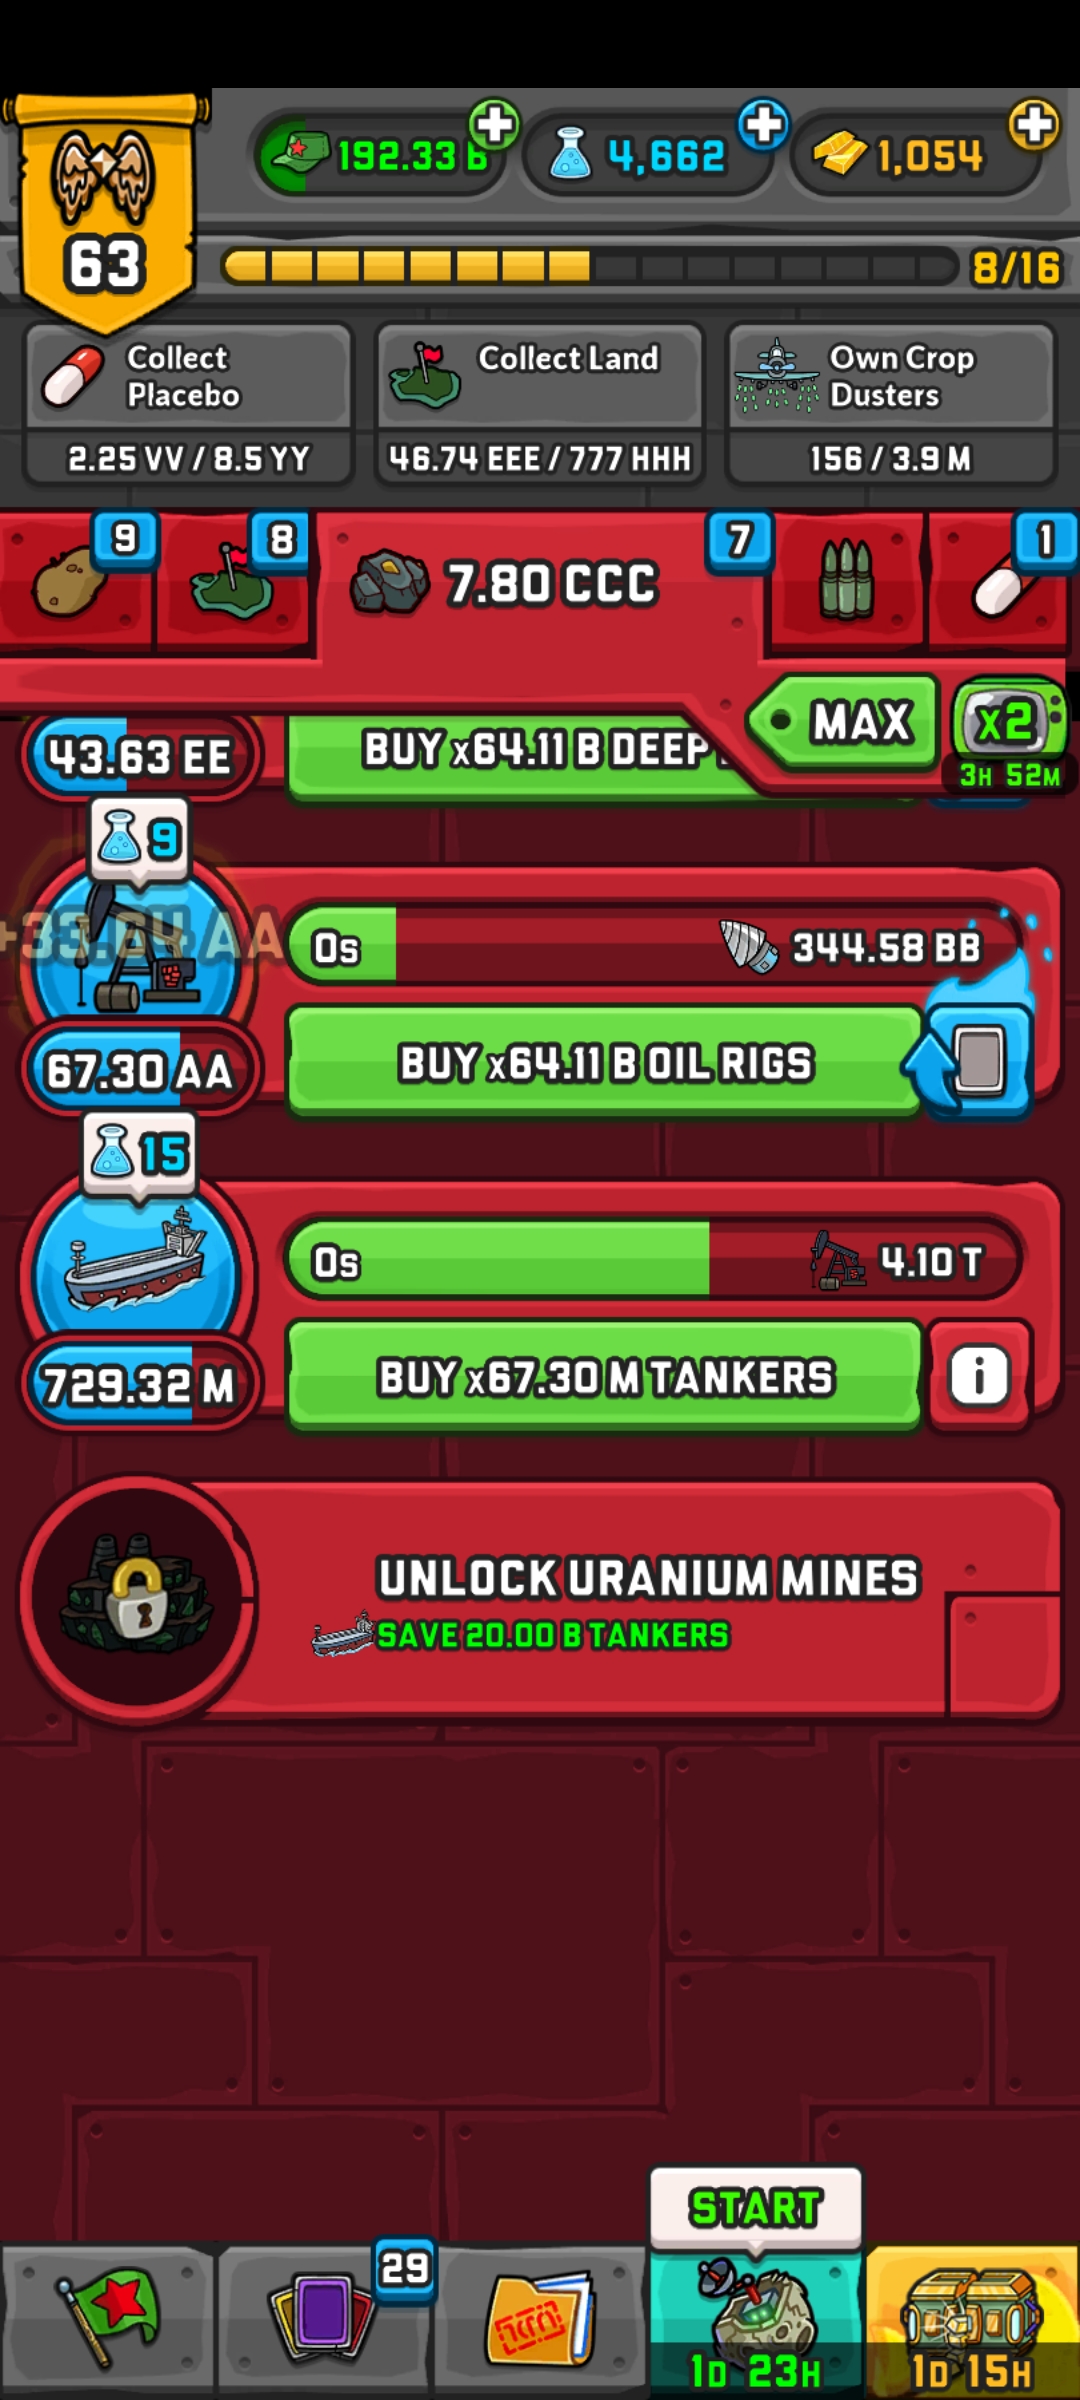 192.33 B
4,662
1,054
63
8/16
Collect
Placebo
2.25 VV / 8.5 YY
Collect Land
46.74 EEE / 777 HHH
Own Crop
Dusters
156 / 3.9 M
9
8
7.80 CCC
7
1
MAX
x2
3H 52M
43.63 EE
BUY x64.11 B DEEP
9
+33.64 AA
0s
344.58 BB
67.30 AA
BUY x64.11 B OIL RIGS
15
0s
4.10 T
729.32 M
BUY x67.30 M TANKERS
i
UNLOCK URANIUM MINES
SAVE 20.00 B TANKERS
START
29
1D 23H
1D 15H